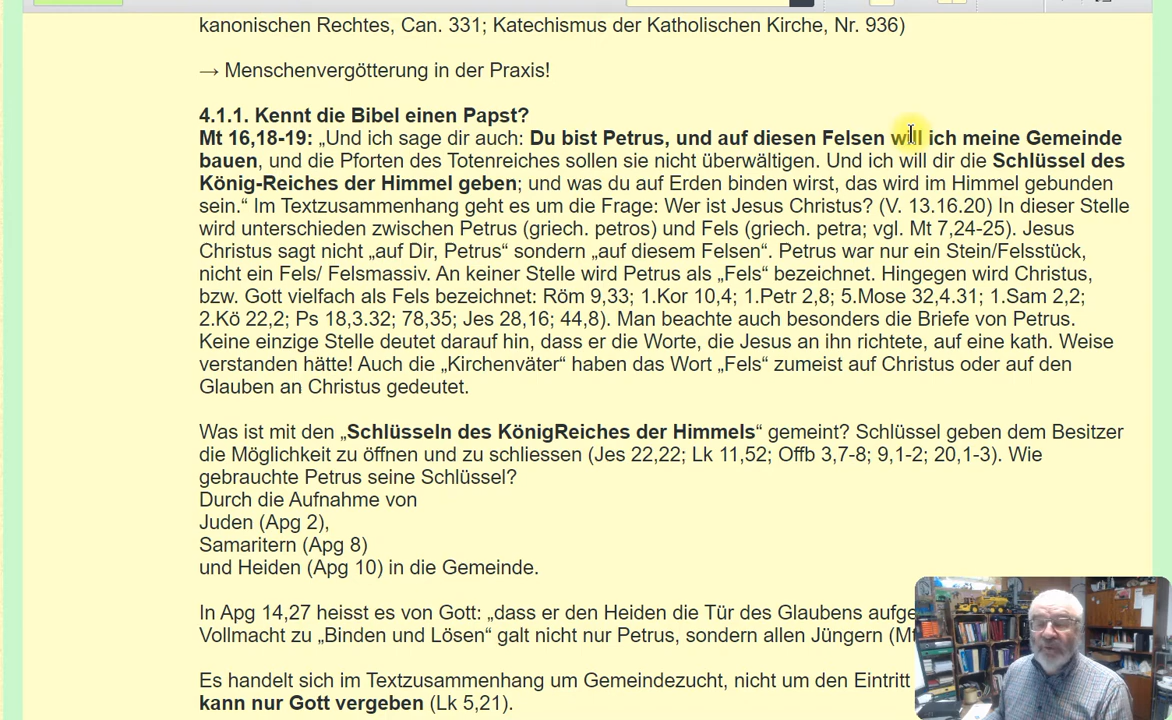 kanonischen Rechtes, Can. 331; Katechismus der Katholischen Kirche, Nr. 936)
→ Menschenvergötterung in der Praxis!
4.1.1. Kennt die Bibel einen Papst?
Mt 16,18-19: „Und ich sage dir auch: Du bist Petrus, und auf diesen Felsen will ich meine Gemeinde
bauen, und die Pforten des Totenreiches sollen sie nicht überwältigen. Und ich will dir die Schlüssel des
König-Reiches der Himmel geben; und was du auf Erden binden wirst, das wird im Himmel gebunden
sein.“ Im Textzusammenhang geht es um die Frage: Wer ist Jesus Christus? (V. 13.16.20) In dieser Stelle
wird unterschieden zwischen Petrus (griech. petros) und Fels (griech. petra; vgl. Mt 7,24-25). Jesus
Christus sagt nicht „auf Dir, Petrus“ sondern „auf diesem Felsen“. Petrus war nur ein Stein/Felsstück,
nicht ein Fels/ Felsmassiv. An keiner Stelle wird Petrus als „Fels“ bezeichnet. Hingegen wird Christus,
bzw. Gott vielfach als Fels bezeichnet: Röm 9,33; 1.Kor 10,4; 1.Petr 2,8; 5.Mose 32,4.31; 1.Sam 2,2;
2.Kö 22,2; Ps 18,3.32; 78,35; Jes 28,16; 44,8). Man beachte auch besonders die Briefe von Petrus.
Keine einzige Stelle deutet darauf hin, dass er die Worte, die Jesus an ihn richtete, auf eine kath. Weise
verstanden hätte! Auch die „Kirchenväter“ haben das Wort „Fels“ zumeist auf Christus oder auf den
Glauben an Christus gedeutet.
Was ist mit den „Schlüsseln des KönigReiches der Himmels“ gemeint? Schlüssel geben dem Besitzer
die Möglichkeit zu öffnen und zu schliessen (Jes 22,22; Lk 11,52; Offb 3,7-8; 9,1-2; 20,1-3). Wie
gebrauchte Petrus seine Schlüssel?
Durch die Aufnahme von
Juden (Apg 2),
Samaritern (Apg 8)
und Heiden (Apg 10) in die Gemeinde.
In Apg 14,27 heisst es von Gott: „dass er den Heiden die Tür des Glaubens aufge
Vollmacht zu „Binden und Lösen“ galt nicht nur Petrus, sondern allen Jüngern (Mt
Es handelt sich im Textzusammenhang um Gemeindezucht, nicht um den Eintritt
kann nur Gott vergeben (Lk 5,21).